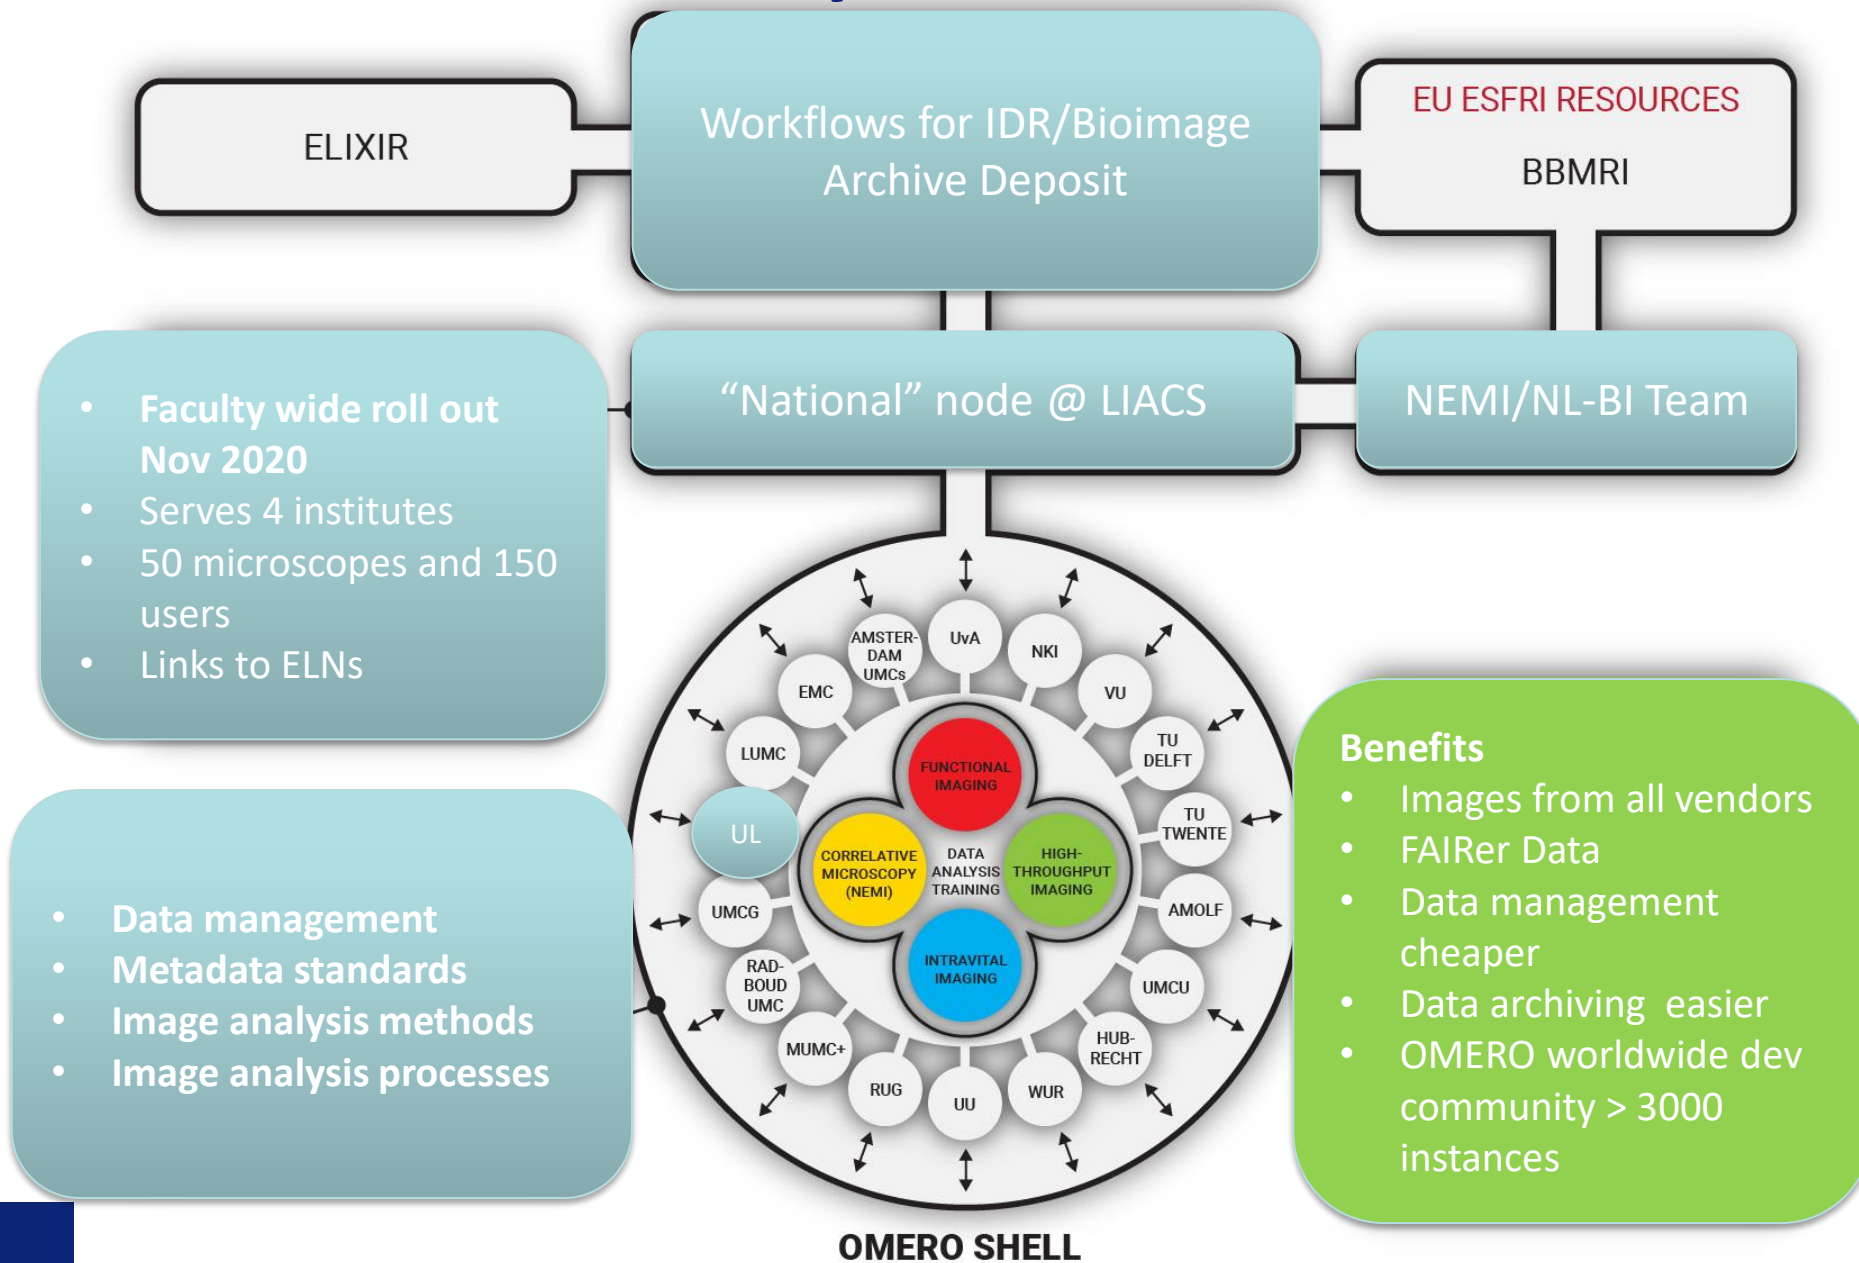 ELIXIR
Workflows for IDR/Bioimage
Archive Deposit
EU ESFRI RESOURCES
BBMRI
• Faculty wide roll out
Nov 2020
• Serves 4 institutes
• 50 microscopes and 150
users
• Links to ELNs
“National” node @ LIACS
NEMI/NL-BI Team
• Data management
• Metadata standards
• Image analysis methods
• Image analysis processes
AMSTER-
DAM
UMCs
UvA
NKI
VU
TU
DELFT
TU
TWENTE
AMOLF
UMCU
HUB-
RECHT
WUR
UU
RUG
MUMC+
RAD-
BOUD
UMC
UMCG
UL
LUMC
EMC
FUNCTIONAL
IMAGING
CORRELATIVE
MICROSCOPY
(NEMI)
DATA
ANALYSIS
TRAINING
HIGH-
THROUGHPUT
IMAGING
INTRAVITAL
IMAGING
Benefits
• Images from all vendors
• FAIRer Data
• Data management
cheaper
• Data archiving easier
• OMERO worldwide dev
community > 3000
instances
OMERO SHELL